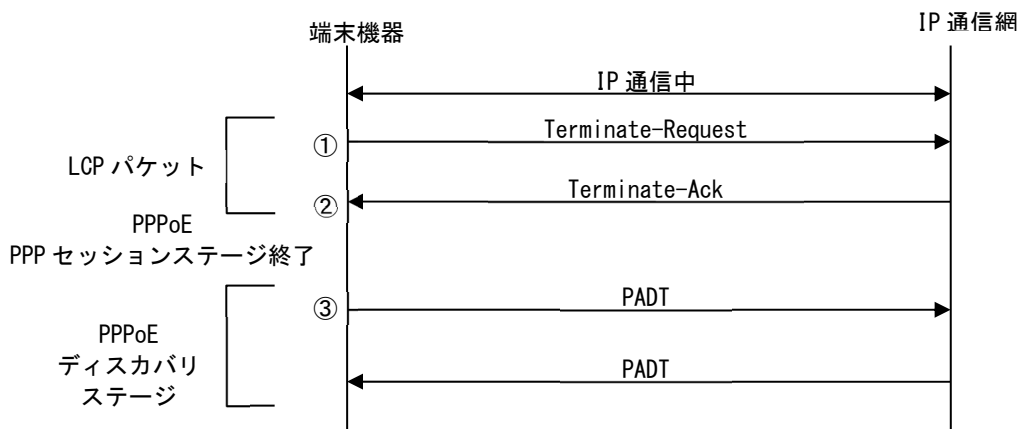 端末機器
IP 通信網
IP 通信中
LCP パケット
①
Terminate-Request
②
Terminate-Ack
PPPoE
PPP セッションステージ終了
③
PADT
PPPoE
ディスカバリ
ステージ
PADT